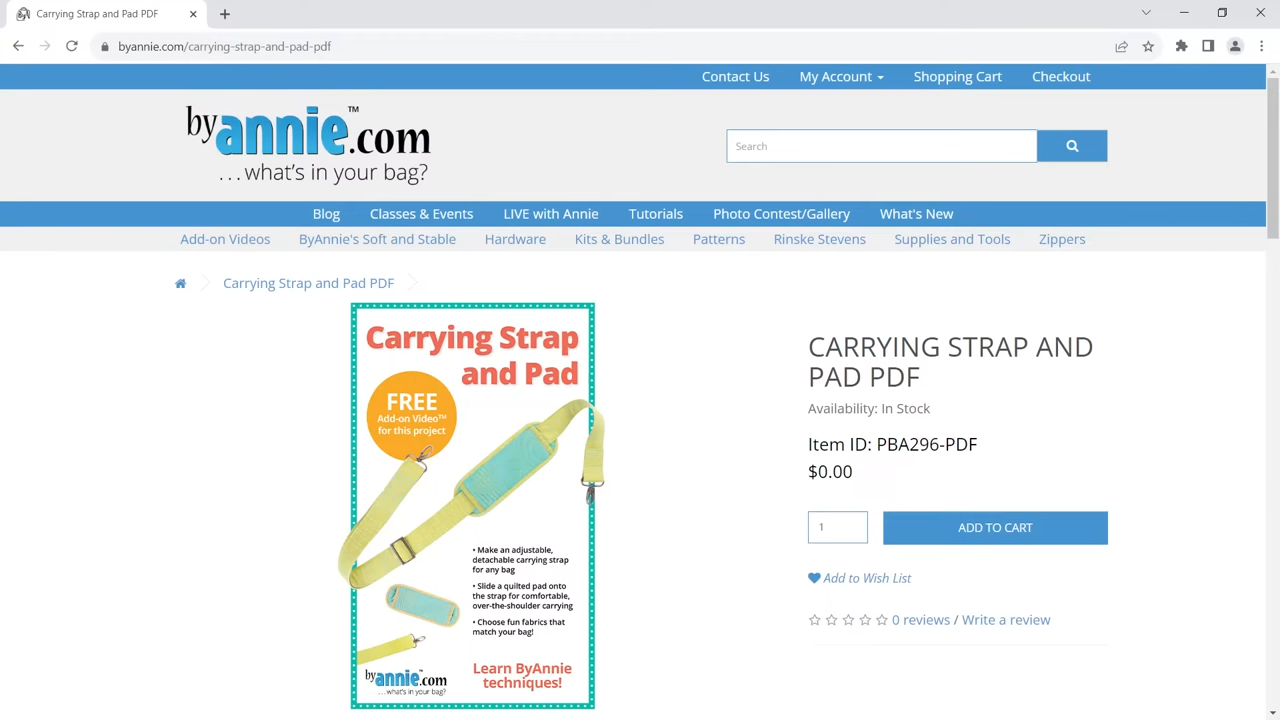 Carrying Strap and Pad PDF
byannie.com/carrying-strap-and-pad-pdf
Contact Us My Account Shopping Cart Checkout
byannie.com™
...what's in your bag?
Search
Blog Classes & Events LIVE with Annie Tutorials Photo Contest/Gallery What's New
Add-on Videos ByAnnie's Soft and Stable Hardware Kits & Bundles Patterns Rinske Stevens Supplies and Tools Zippers
Carrying Strap and Pad PDF
Carrying Strap
and Pad
FREE
Add-on Video™
for this project
• Make an adjustable,
detachable carrying strap
for any bag
• Slide a quilted pad onto
the strap for comfortable,
over-the-shoulder carrying
• Choose fun fabrics that
match your bag!
byannie.com™
...what's in your bag?
Learn ByAnnie
techniques!
CARRYING STRAP AND
PAD PDF
Availability: In Stock
Item ID: PBA296-PDF
$0.00
1 ADD TO CART
Add to Wish List
0 reviews / Write a review